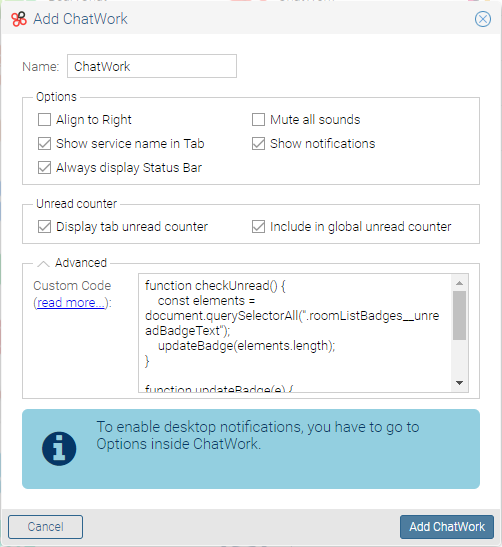 Add ChatWork
Name: ChatWork
Options
Align to Right
Mute all sounds
Show service name in Tab
Show notifications
Always display Status Bar
Unread counter
Display tab unread counter
Include in global unread counter
Advanced
Custom Code
(read more...):
function checkUnread() {
const elements =
document.querySelectorAll(".roomListBadges__unre
adBadgeText");
updateBadge(elements.length);
}
function updateBadge(e) {
To enable desktop notifications, you have to go to
Options inside ChatWork.
Cancel
Add ChatWork